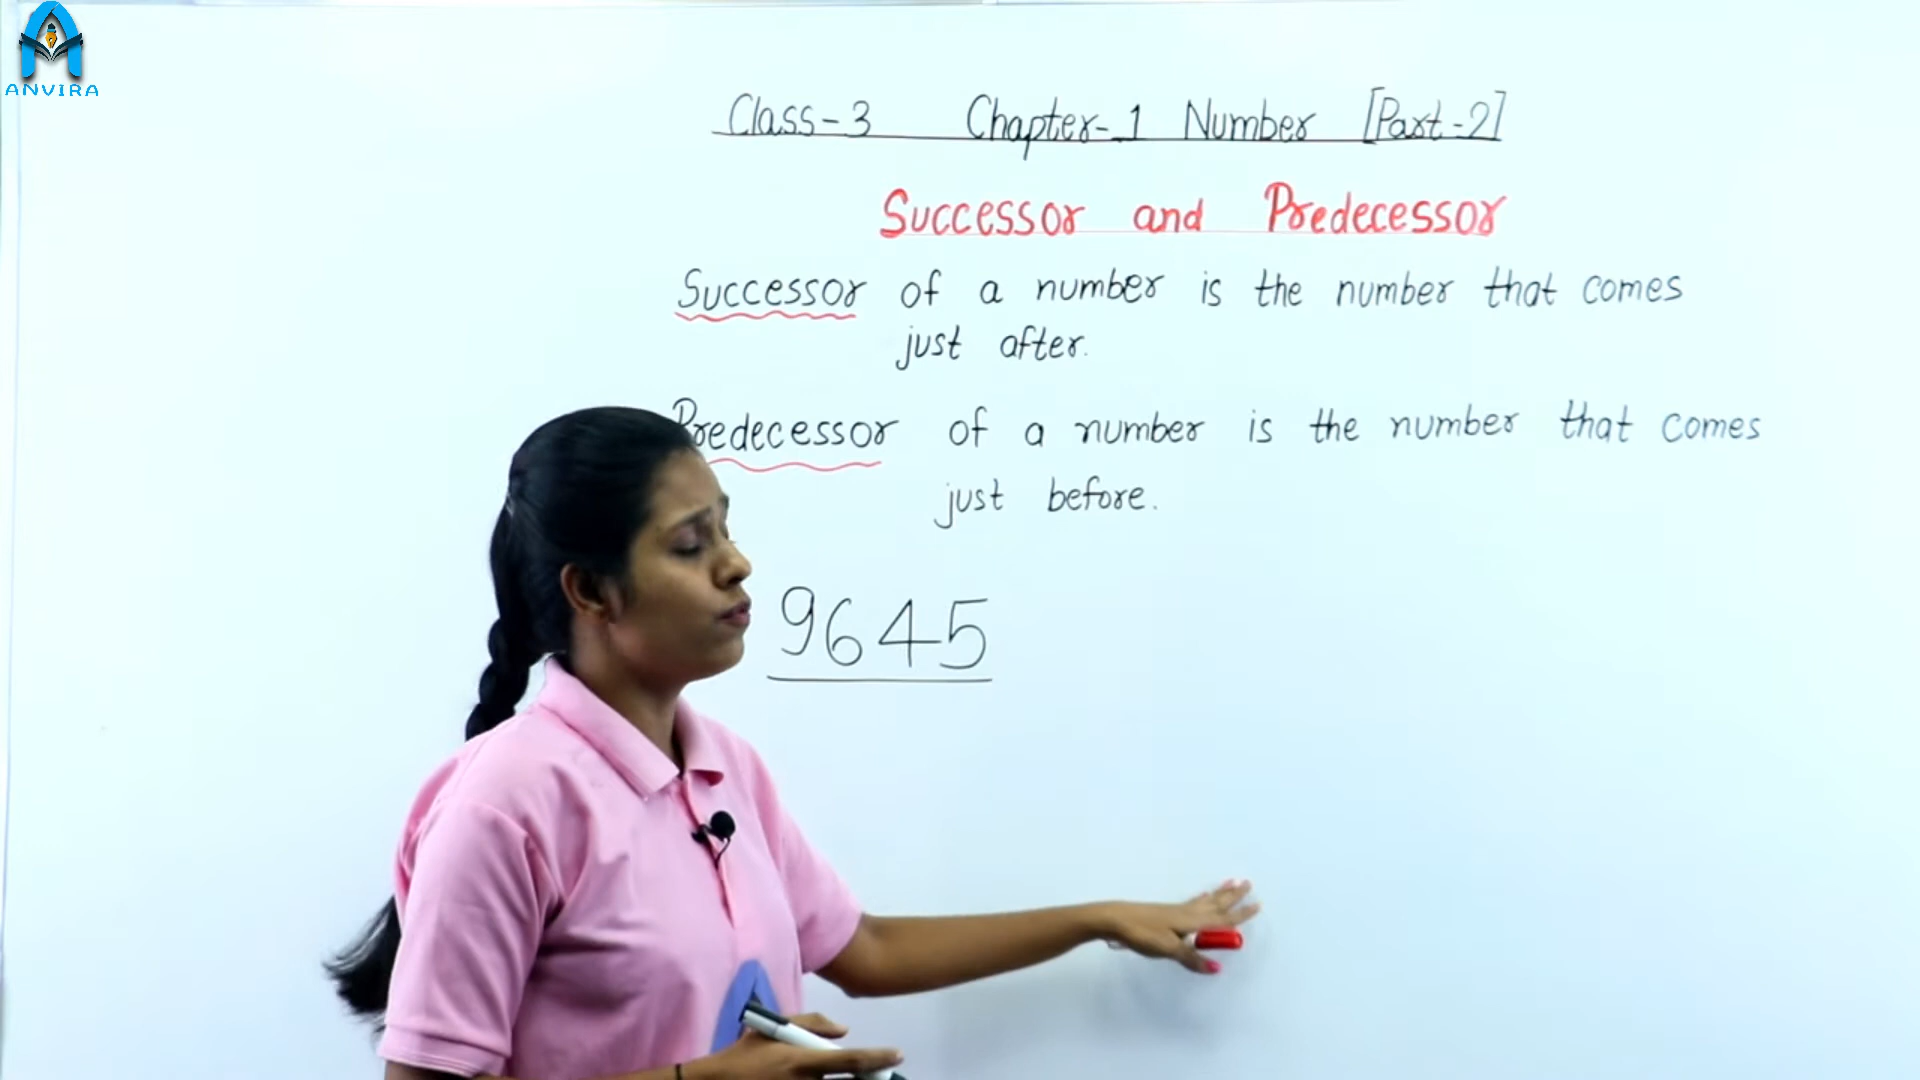 ANVIRA
Class-3 Chapter-1 Number [Part-2]
Successor and Predecessor
Successor of a number is the number that comes
just after.
Predecessor of a number is the number that comes
just before.
9645